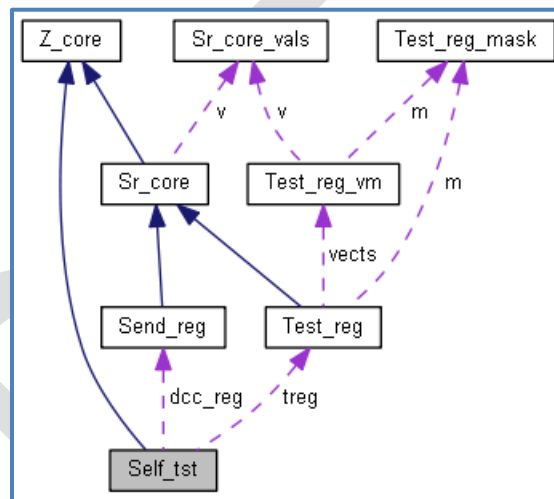 Z_core Sr_core_vals Test_reg_mask
v v m
Sr_core Test_reg_vm m
vects
Send_reg Test_reg
dcc_reg treg
Self_tst